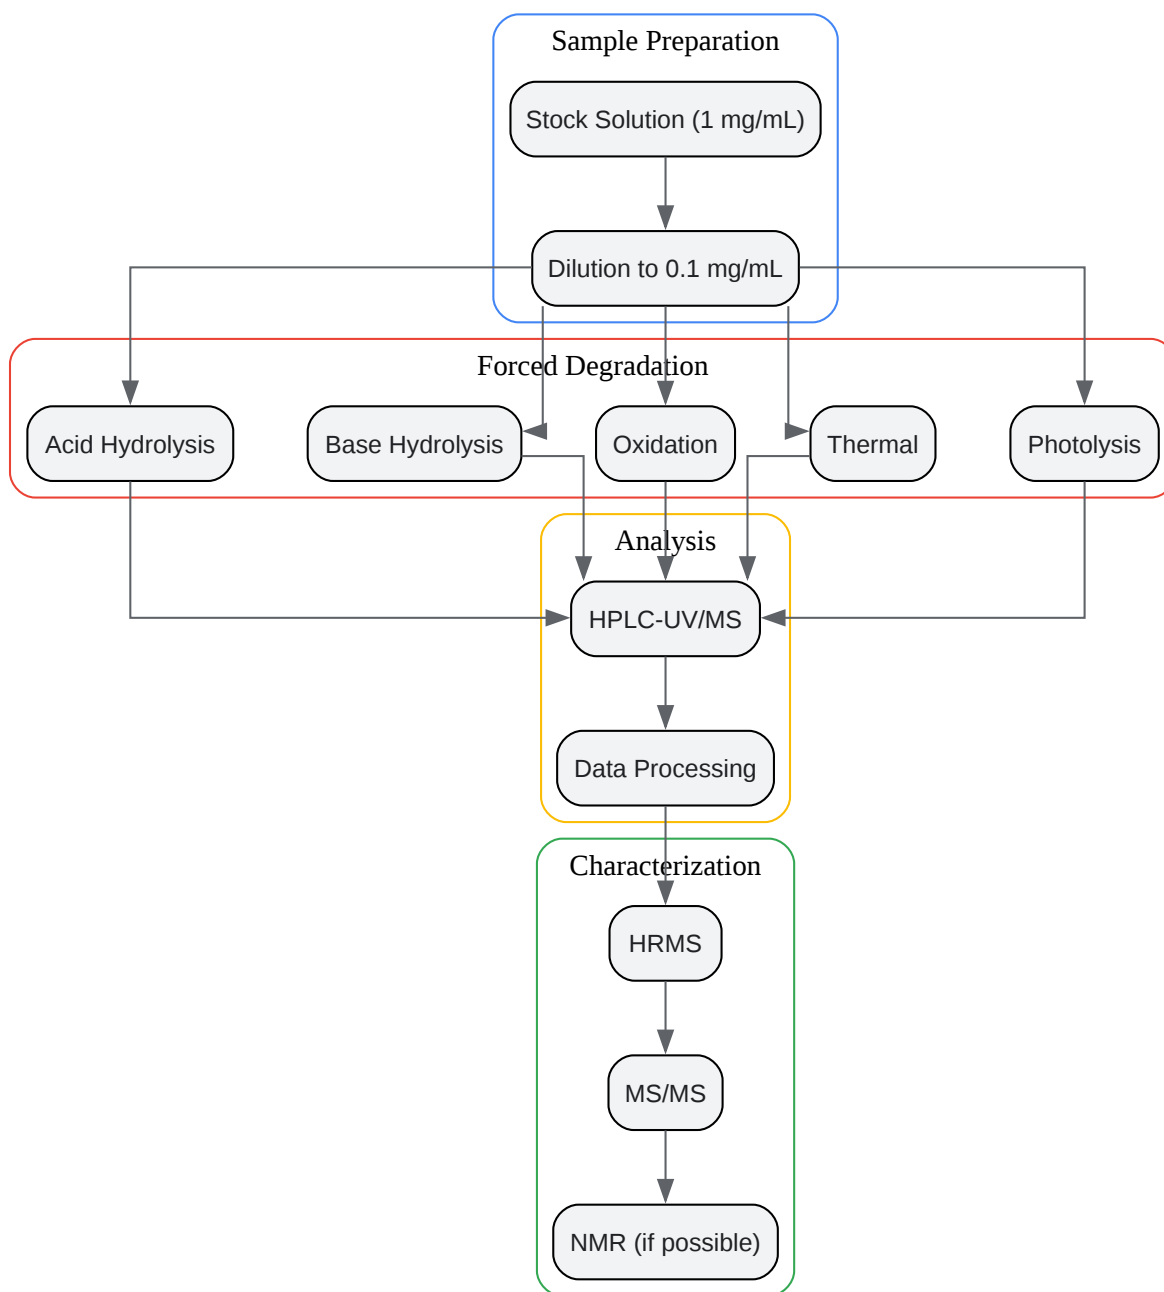 Sample Preparation
Stock Solution (1 mg/mL)
Dilution to 0.1 mg/mL
Forced Degradation
Acid Hydrolysis
Base Hydrolysis
Oxidation
Thermal
Photolysis
Analysis
HPLC-UV/MS
Data Processing
Characterization
HRMS
MS/MS
NMR (if possible)